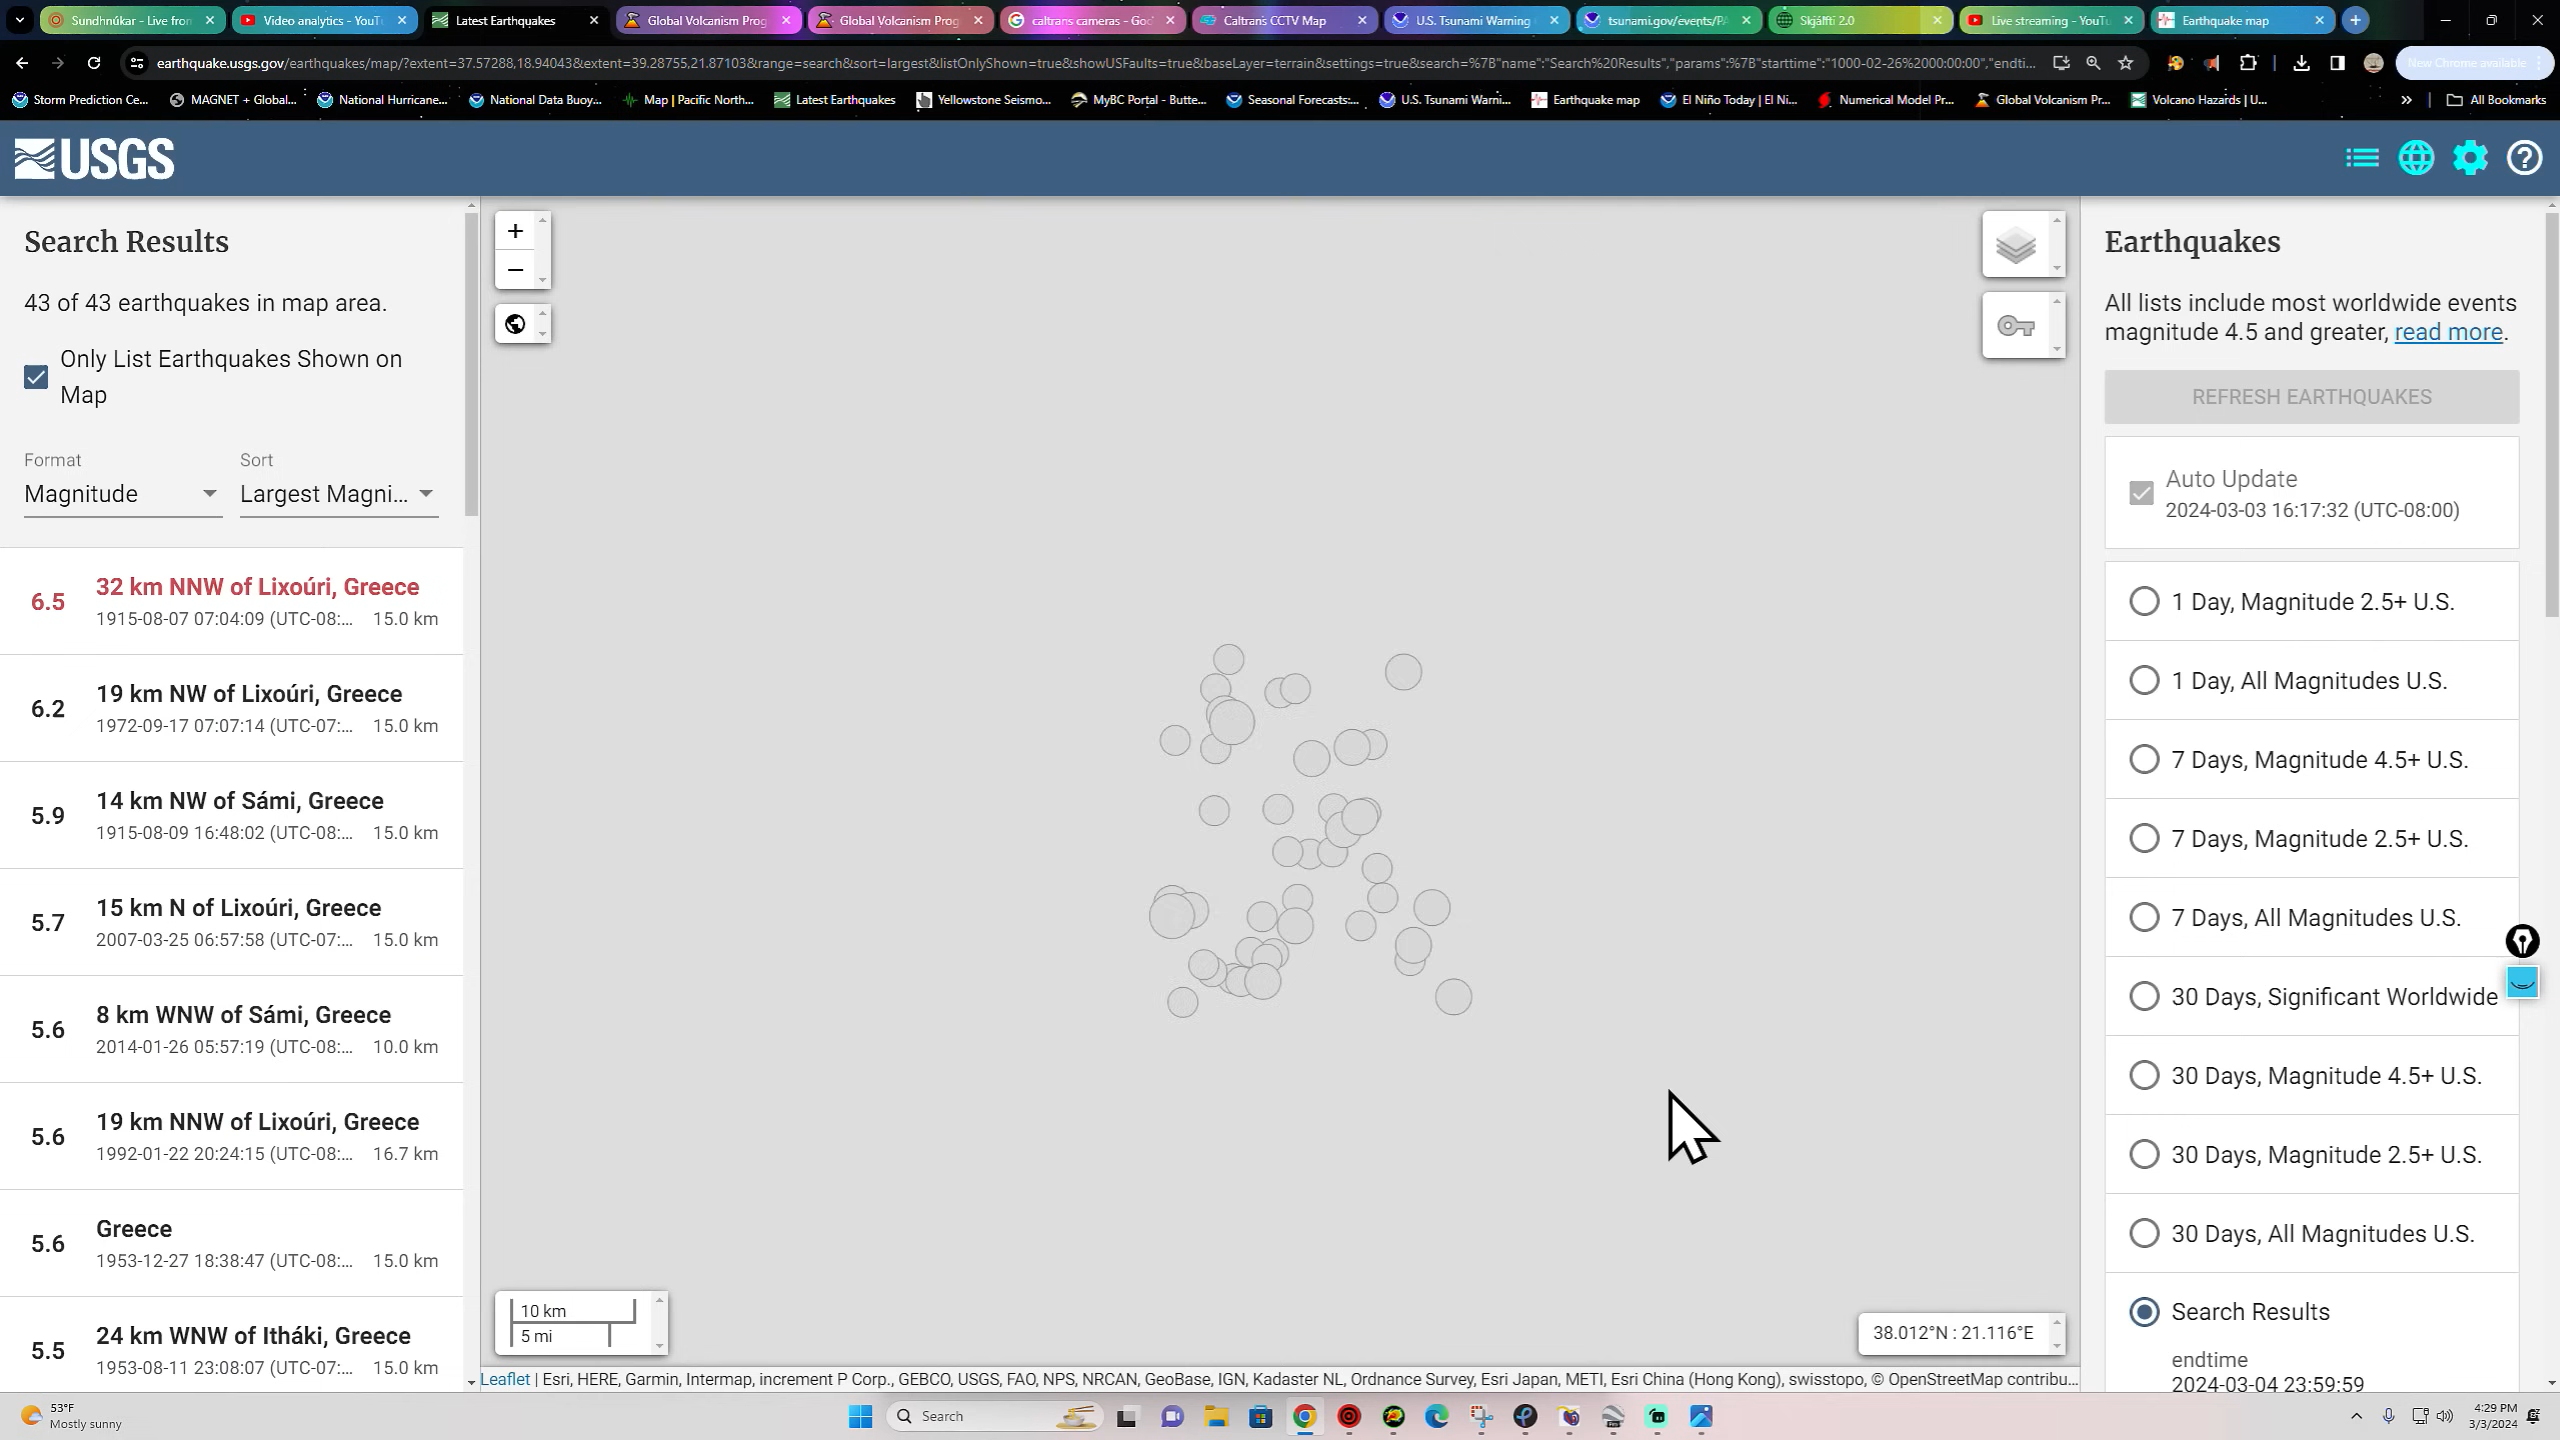 Sundhnúkar - Live from
Video analytics - YouTu
Latest Earthquakes
Global Volcanism Prog
Global Volcanism Prog
caltrans cameras - Goo
Caltrans CCTV Map
U.S. Tsunami Warning
tsunami.gov/events/PA
Skjálfti 2.0
Live streaming - YouTu
Earthquake map
earthquake.usgs.gov/earthquakes/map/?extent=37.57288,18.94043&extent=39.28755,21.87103&range=search&sort=largest&listOnlyShown=true&showUSFaults=true&baseLayer=terrain&settings=true&search=%7B"name":"Search%20Results","params":%7B"starttime":"1000-02-26%2000:00:00","endti...
New Chrome available
Storm Prediction Ce...
MAGNET + Global...
National Hurricane...
National Data Buoy...
Map | Pacific North...
Latest Earthquakes
Yellowstone Seismo...
MyBC Portal - Butte...
Seasonal Forecasts:...
U.S. Tsunami Warni...
Earthquake map
El Niño Today | El Ni...
Numerical Model Pr...
Global Volcanism Pr...
Volcano Hazards | U...
All Bookmarks
USGS
Search Results
43 of 43 earthquakes in map area.
Only List Earthquakes Shown on
Map
Format
Sort
Magnitude
Largest Magni...
6.5
32 km NNW of Lixoúri, Greece
1915-08-07 07:04:09 (UTC-08:... 15.0 km
6.2
19 km NW of Lixoúri, Greece
1972-09-17 07:07:14 (UTC-07:... 15.0 km
5.9
14 km NW of Sámi, Greece
1915-08-09 16:48:02 (UTC-08:... 15.0 km
5.7
15 km N of Lixoúri, Greece
2007-03-25 06:57:58 (UTC-07:... 15.0 km
5.6
8 km WNW of Sámi, Greece
2014-01-26 05:57:19 (UTC-08:... 10.0 km
5.6
19 km NNW of Lixoúri, Greece
1992-01-22 20:24:15 (UTC-08:... 16.7 km
5.6
Greece
1953-12-27 18:38:47 (UTC-08:... 15.0 km
5.5
24 km WNW of Itháki, Greece
1953-08-11 23:08:07 (UTC-07:... 15.0 km
+
−
10 km
5 mi
38.012°N : 21.116°E
Leaflet | Esri, HERE, Garmin, Intermap, increment P Corp., GEBCO, USGS, FAO, NPS, NRCAN, GeoBase, IGN, Kadaster NL, Ordnance Survey, Esri Japan, METI, Esri China (Hong Kong), swisstopo, © OpenStreetMap contribu...
Earthquakes
All lists include most worldwide events
magnitude 4.5 and greater, read more.
REFRESH EARTHQUAKES
Auto Update
2024-03-03 16:17:32 (UTC-08:00)
1 Day, Magnitude 2.5+ U.S.
1 Day, All Magnitudes U.S.
7 Days, Magnitude 4.5+ U.S.
7 Days, Magnitude 2.5+ U.S.
7 Days, All Magnitudes U.S.
30 Days, Significant Worldwide
30 Days, Magnitude 4.5+ U.S.
30 Days, Magnitude 2.5+ U.S.
30 Days, All Magnitudes U.S.
Search Results
endtime
2024-03-04 23:59:59
53°F
Mostly sunny
Search
4:29 PM
3/3/2024